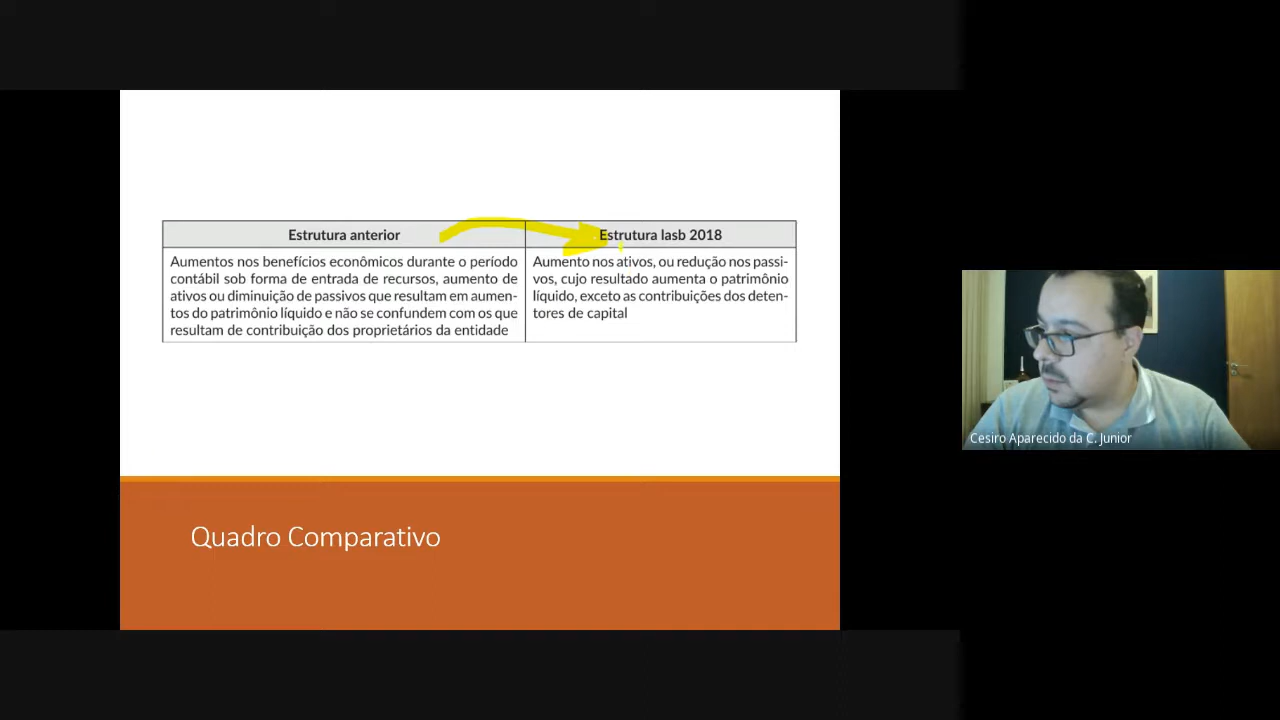 Estrutura anterior
Estrutura Iasb 2018
Aumentos nos benefícios econômicos durante o período
contábil sob forma de entrada de recursos, aumento de
ativos ou diminuição de passivos que resultam em aumen-
tos do patrimônio líquido e não se confundem com os que
resultam de contribuição dos proprietários da entidade
Aumento nos ativos, ou redução nos passi-
vos, cujo resultado aumenta o patrimônio
líquido, exceto as contribuições dos deten-
tores de capital
Quadro Comparativo
Cesiro Aparecido da C. Junior